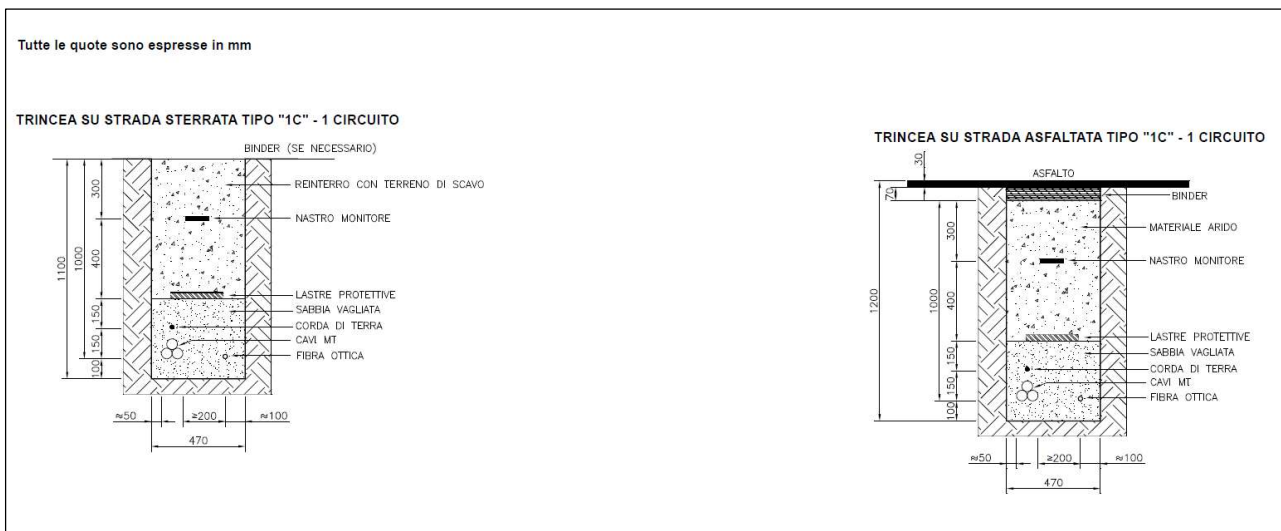 Tutte le quote sono espresse in mm
TRINCEA SU STRADA STERRATA TIPO "1C" - 1 CIRCUITO
BINDER (SE NECESSARIO)
REINTERRO CON TERRENO DI SCAVO
NASTRO MONITORE
LASTRE PROTETTIVE
SABBIA VAGLIATA
CORDA DI TERRA
CAVI MT
FIBRA OTTICA
1100
1000
300
400
150
150
100
≈50
≥200
≈100
470
TRINCEA SU STRADA ASFALTATA TIPO "1C" - 1 CIRCUITO
30
ASFALTO
70
BINDER
MATERIALE ARIDO
NASTRO MONITORE
LASTRE PROTETTIVE
SABBIA VAGLIATA
CORDA DI TERRA
CAVI MT
FIBRA OTTICA
1200
1000
300
400
150
150
100
≈50
≥200
≈100
470